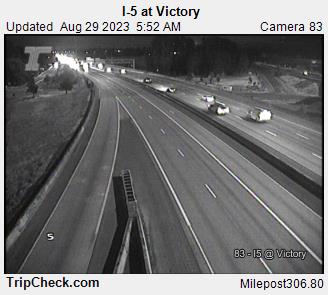 I-5 at Victory
Updated  Aug 29 2023  5:52 AM
Camera 83
T
S
83 - I5 @ Victory
TripCheck.com
Milepost306.80